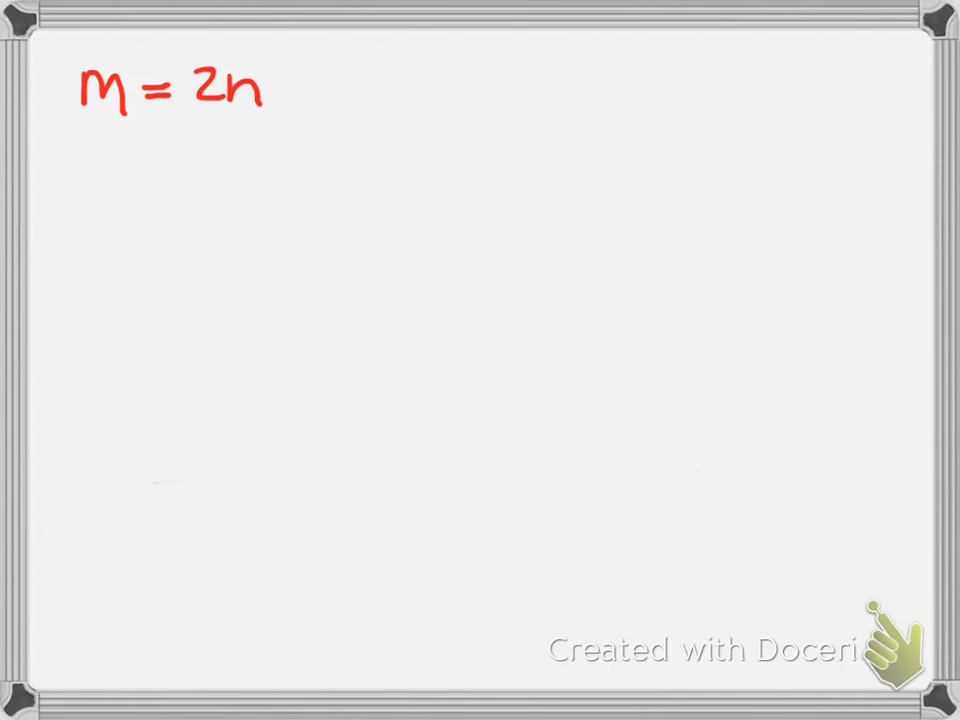 m = 2n
Created with Doceri